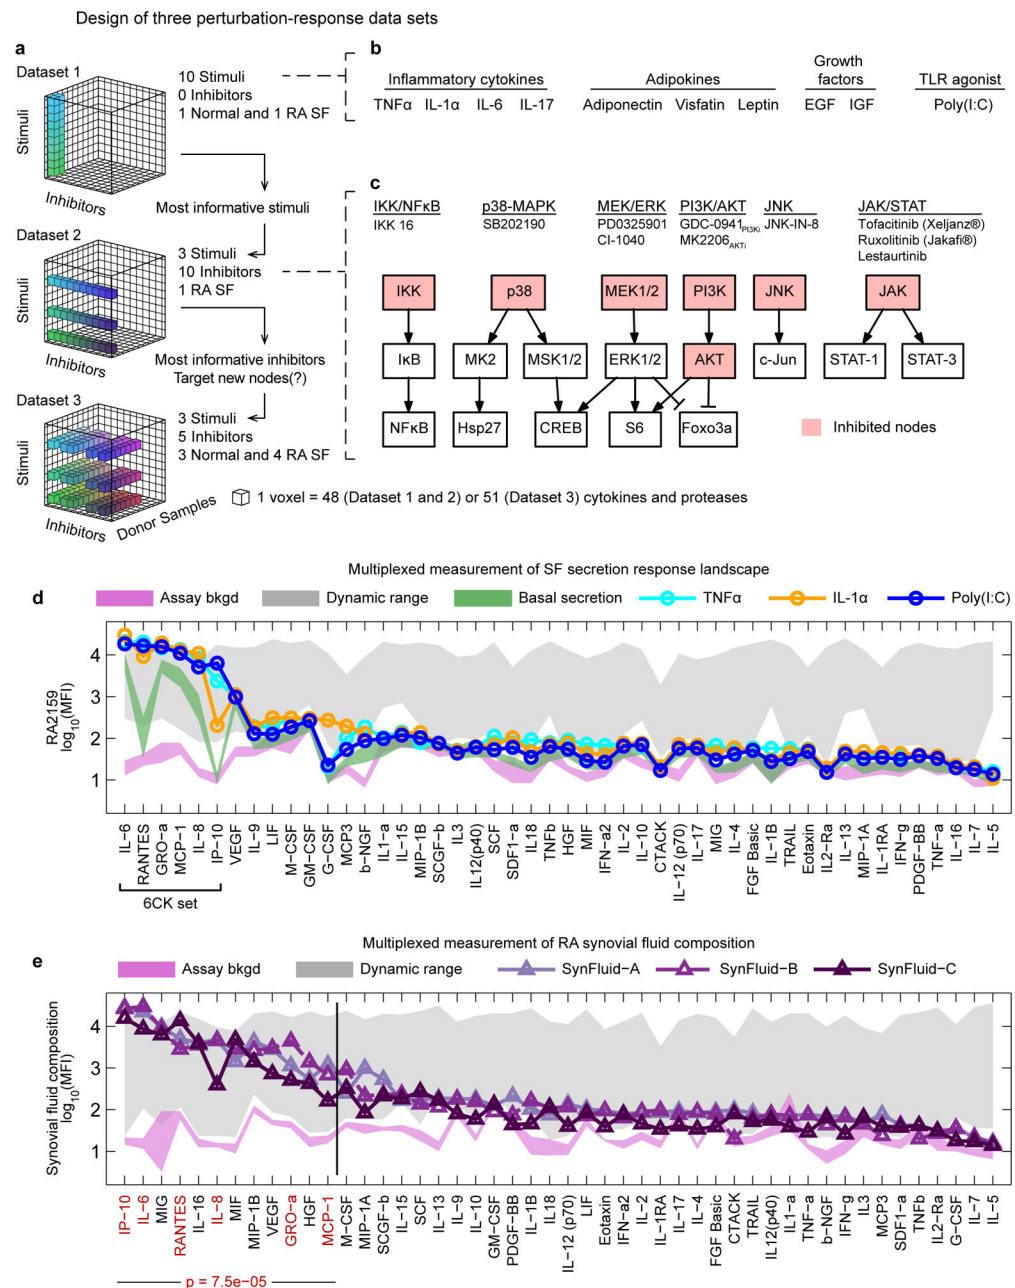 Design of three perturbation-response data sets
a
Dataset 1
Stimuli
Inhibitors
10 Stimuli
0 Inhibitors
1 Normal and 1 RA SF
Most informative stimuli
Dataset 2
Stimuli
Inhibitors
3 Stimuli
10 Inhibitors
1 RA SF
Most informative inhibitors
Target new nodes(?)
Dataset 3
Stimuli
Inhibitors
Donor Samples
3 Stimuli
5 Inhibitors
3 Normal and 4 RA SF
1 voxel = 48 (Dataset 1 and 2) or 51 (Dataset 3) cytokines and proteases
b
Inflammatory cytokines
TNFα IL-1α IL-6 IL-17
Adipokines
Adiponectin Visfatin Leptin
Growth
factors
EGF IGF
TLR agonist
Poly(I:C)
c
IKK/NFκB
IKK 16
p38-MAPK
SB202190
MEK/ERK
PD0325901
CI-1040
PI3K/AKT
GDC-0941PI3Ki
MK2206AKTi
JNK
JNK-IN-8
JAK/STAT
Tofacitinib (Xeljanz®)
Ruxolitinib (Jakafi®)
Lestaurtinib
IKK p38 MEK1/2 PI3K JNK JAK
IκB MK2 MSK1/2 ERK1/2 AKT c-Jun STAT-1 STAT-3
NFκB Hsp27 CREB S6 Foxo3a
Inhibited nodes
Multiplexed measurement of SF secretion response landscape
d
Assay bkgd Dynamic range Basal secretion TNFα IL-1α Poly(I:C)
RA2159
log10(MFI)
4
3
2
1
IL-6
RANTES
GRO-a
MCP-1
IL-8
IP-10
VEGF
IL-9
LIF
M-CSF
GM-CSF
G-CSF
MCP3
b-NGF
IL1-a
IL-15
MIP-1B
SCGF-b
IL3
IL12(p40)
SCF
SDF1-a
IL18
TNFb
HGF
MIF
IFN-a2
IL-2
IL-10
CTACK
IL-12 (p70)
IL-17
MIG
IL-4
FGF Basic
IL-1B
TRAIL
Eotaxin
IL2-Ra
IL-13
MIP-1A
IL-1RA
IFN-g
PDGF-BB
TNF-a
IL-16
IL-7
IL-5
6CK set
Multiplexed measurement of RA synovial fluid composition
e
Assay bkgd Dynamic range SynFluid-A SynFluid-B SynFluid-C
Synovial fluid composition
log10(MFI)
4
3
2
1
IP-10
IL-6
MIG
RANTES
IL-16
IL-8
MIF
MIP-1B
VEGF
GRO-a
HGF
MCP-1
M-CSF
MIP-1A
SCGF-b
IL-15
SCF
IL-13
IL-9
IL-10
GM-CSF
PDGF-BB
IL-1B
IL18
IL-12 (p70)
LIF
Eotaxin
IFN-a2
IL-2
IL-1RA
IL-17
IL-4
FGF Basic
CTACK
TRAIL
IL12(p40)
IL1-a
TNF-a
b-NGF
IFN-g
IL3
MCP3
SDF1-a
TNFb
IL2-Ra
G-CSF
IL-7
IL-5
p = 7.5e-05